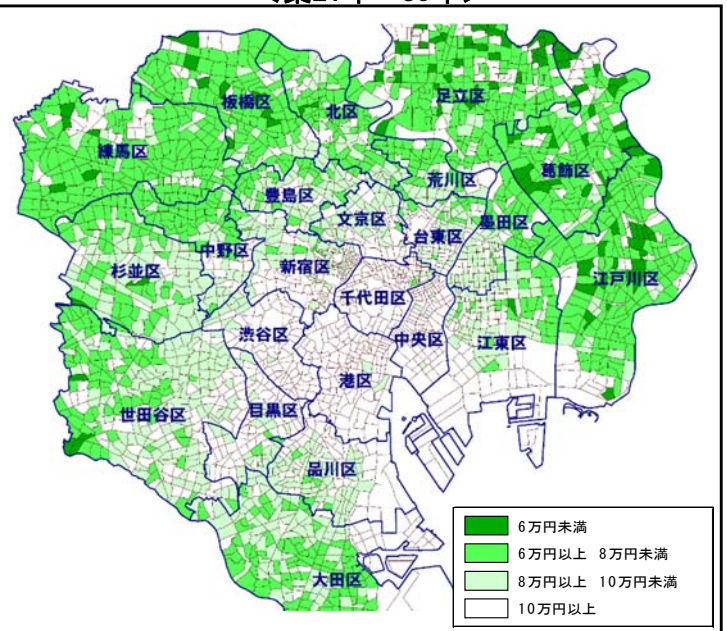 足立区
板橋区
北区
練馬区
葛飾区
荒川区
豊島区
文京区
墨田区
台東区
中野区
杉並区
新宿区
江戸川区
千代田区
渋谷区
中央区
江東区
港区
世田谷区
目黒区
品川区
大田区
6万円未満
6万円以上 8万円未満
8万円以上 10万円未満
10万円以上